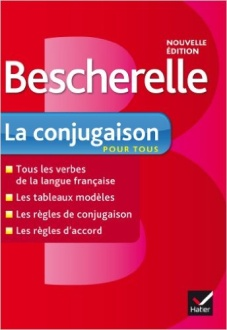 NOUVELLE
ÉDITION
Bescherelle
La conjugaison
POUR TOUS
Tous les verbes
de la langue française
Les tableaux modèles
Les règles de conjugaison
Les règles d'accord
Hatier